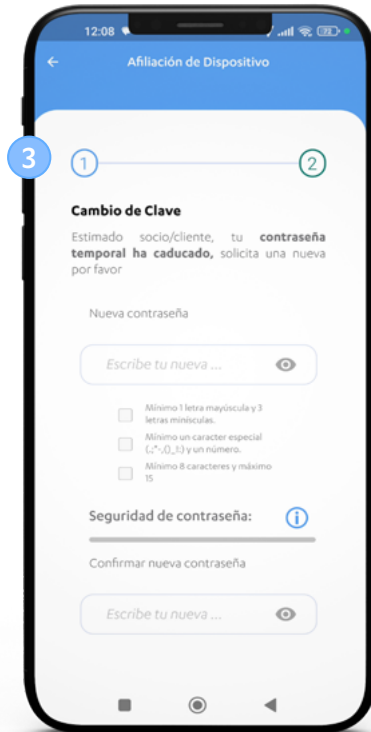 12:08
Afiliación de Dispositivo
3
1
2
Cambio de Clave
Estimado socio/cliente, tu contraseña
temporal ha caducado, solicita una nueva
por favor
Nueva contraseña
Escribe tu nueva ...
Mínimo 1 letra mayúscula y 3
letras minísculas.
Mínimo un caracter especial
y un número.
Mínimo 8 caracteres y máximo
15
Seguridad de contraseña:
Confirmar nueva contraseña
Escribe tu nueva ...